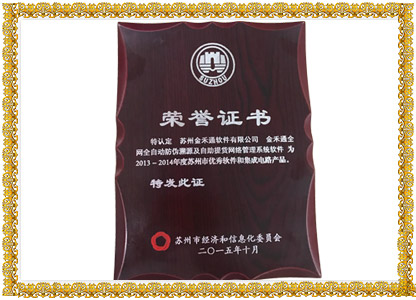 SUZHOU
荣誉证书
特认定 苏州金禾通软件有限公司 金禾通全
网全自动防伪溯源及自助提货网络管理系统软件 为
2013－2014年度苏州市优秀软件和集成电路产品。
特发此证
苏州市经济和信息化委员会
二〇一五年十月